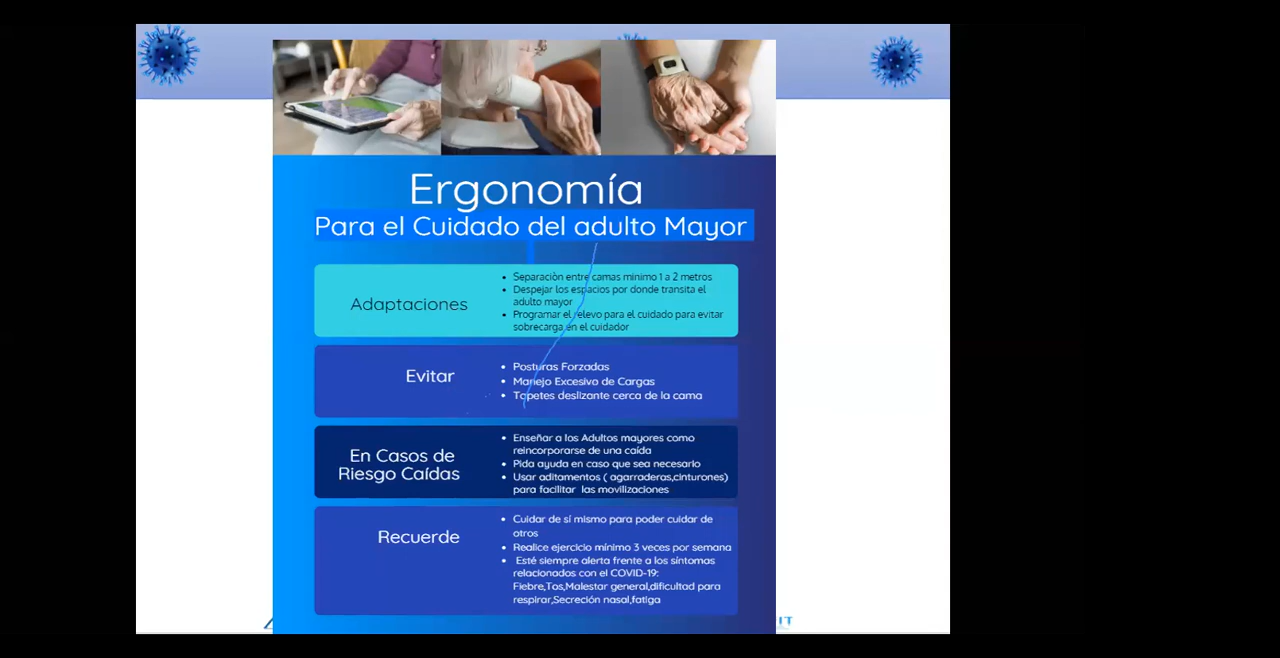 Ergonomía
Para el Cuidado del adulto Mayor
Adaptaciones
Separaciòn entre camas minimo 1 a 2 metros
Despejar los espacios por donde transita el
adulto mayor
Programar el relevo para el cuidado para evitar
sobrecarga en el cuidador
Evitar
Posturas Forzadas
Manejo Excesivo de Cargas
Tapetes deslizante cerca de la cama
En Casos de
Riesgo Caídas
Enseñar a los Adultos mayores como
reincorporarse de una caída
Pida ayuda en caso que sea necesarIo
Usar aditamentos ( agarraderas,cinturones)
para facilitar las movilizaciones
Recuerde
Cuidar de sí mismo para poder cuidar de
otros
Realice ejercicio mínimo 3 veces por semana
Esté siempre alerta frente a los síntomas
relacionados con el COVID-19:
Fiebre,Tos,Malestar general,dificultad para
respirar,Secreción nasal,fatiga
IT